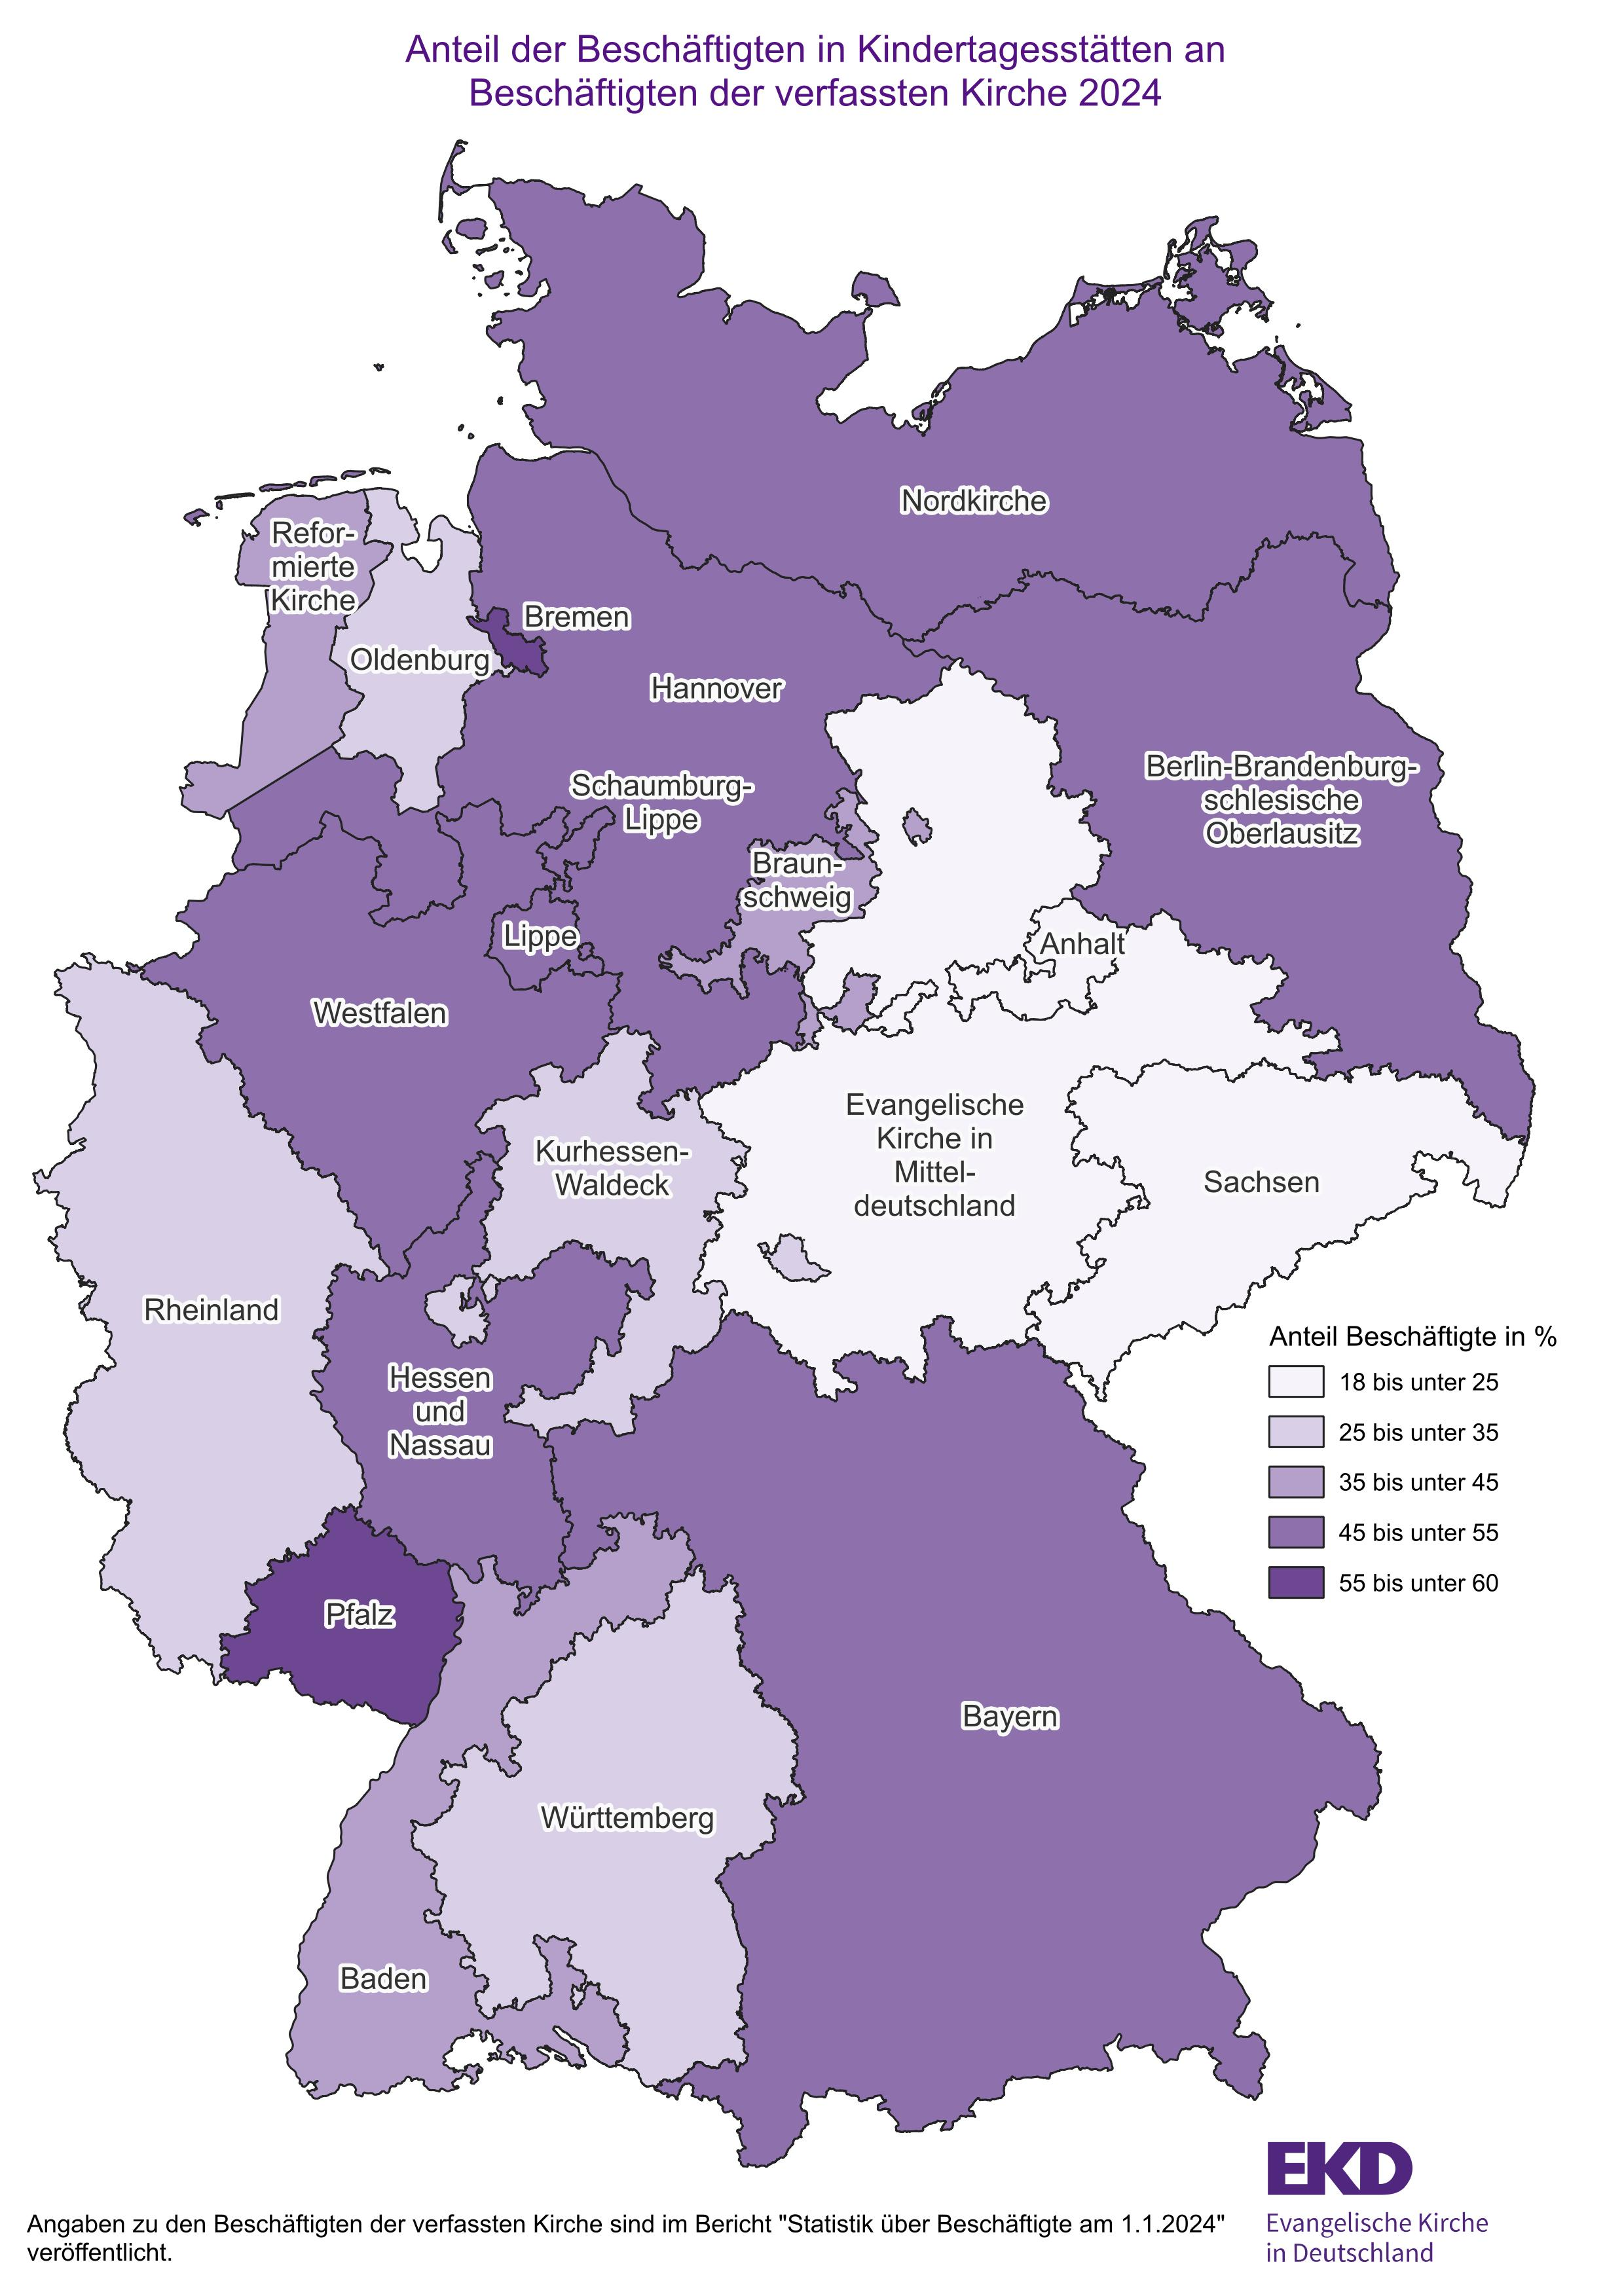 Anteil der Beschäftigten in Kindertagesstätten an
Beschäftigten der verfassten Kirche 2024
Nordkirche
Refor-
mierte
Kirche
Bremen
Oldenburg
Hannover
Berlin-Brandenburg-
schlesische
Oberlausitz
Schaumburg-
Lippe
Braun-
schweig
Lippe
Anhalt
Westfalen
Evangelische
Kirche in
Mittel-
deutschland
Kurhessen-
Waldeck
Sachsen
Rheinland
Hessen
und
Nassau
Anteil Beschäftigte in %
18 bis unter 25
25 bis unter 35
35 bis unter 45
45 bis unter 55
55 bis unter 60
Pfalz
Bayern
Württemberg
Baden
EKD
Evangelische Kirche
in Deutschland
Angaben zu den Beschäftigten der verfassten Kirche sind im Bericht "Statistik über Beschäftigte am 1.1.2024"
veröffentlicht.